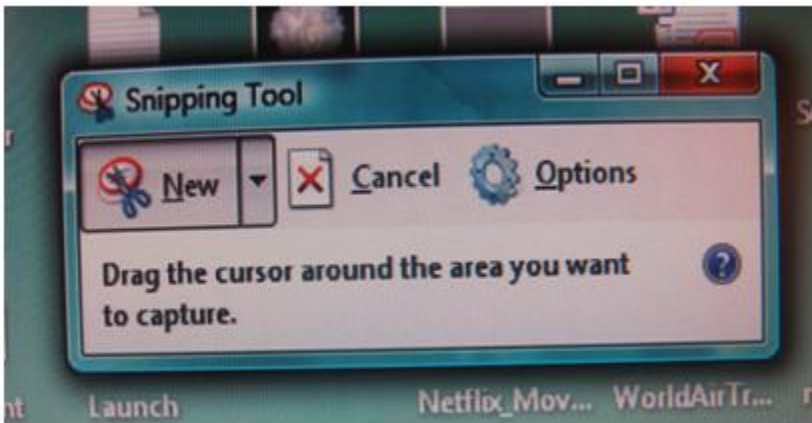 Snipping Tool
New Cancel Options
Drag the cursor around the area you want
to capture.
Launch Netflix_Mov... WorldAirTr...